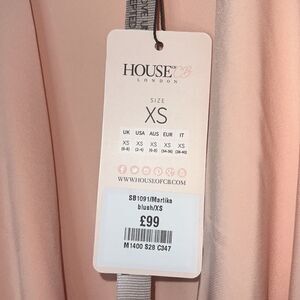 HOUSE OF CB
LONDON
SIZE
XS
UK USA AUS EUR IT
XS XS XS XS XS
(6-8) (2-4) (6-8) (34-36) (38-40)
WWW.HOUSEOFCB.COM
SB1091/Marlika
blush/XS
£99
M1400 S28 C347